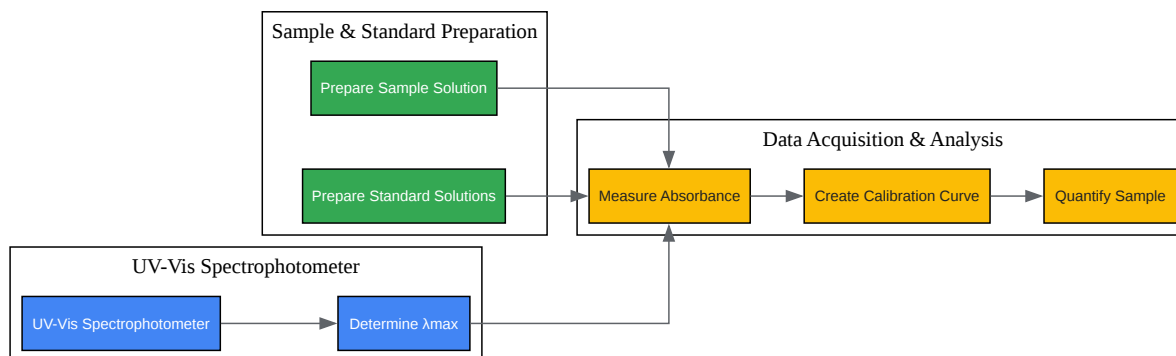 Sample & Standard Preparation
Prepare Sample Solution
Prepare Standard Solutions
Data Acquisition & Analysis
Measure Absorbance
Create Calibration Curve
Quantify Sample
UV-Vis Spectrophotometer
UV-Vis Spectrophotometer
Determine λmax